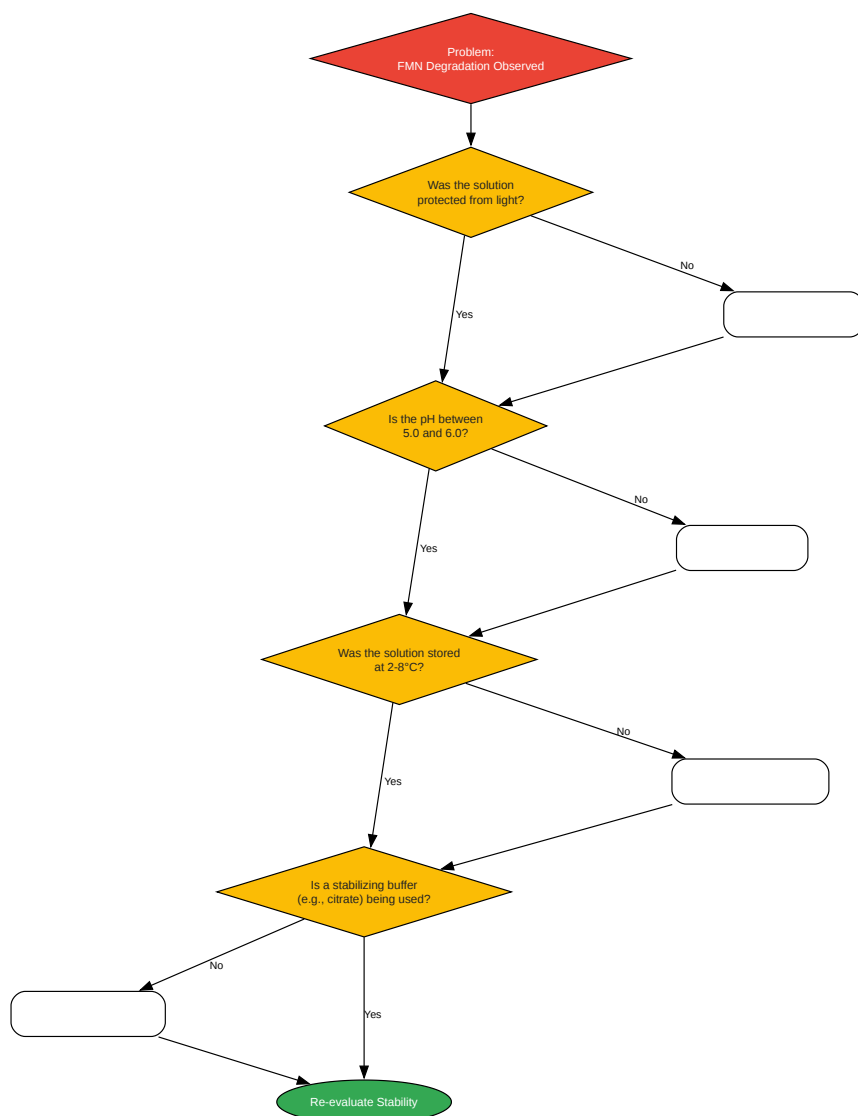 Problem:
FMN Degradation Observed
Was the solution
protected from light?
No
Yes
Is the pH between
5.0 and 6.0?
No
Yes
Was the solution stored
at 2-8°C?
No
Yes
Is a stabilizing buffer
(e.g., citrate) being used?
No
Yes
Re-evaluate Stability